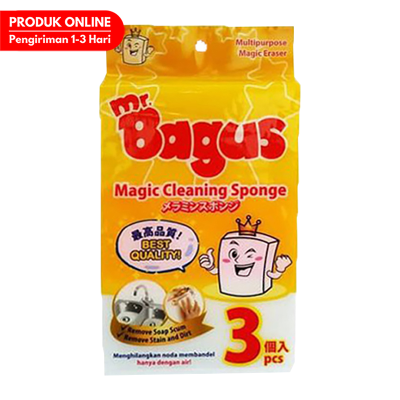 PRODUK ONLINE
Pengiriman 1-3 Hari
Multipurpose
Magic Eraser
mr.
Bagus
Magic Cleaning Sponge
メラミンスポンジ
最高品質!
BEST
QUALITY!
Remove Soap Scum
Remove Stain and Dirt
Menghilangkan noda membandel
hanya dengan air!
3個入
pcs